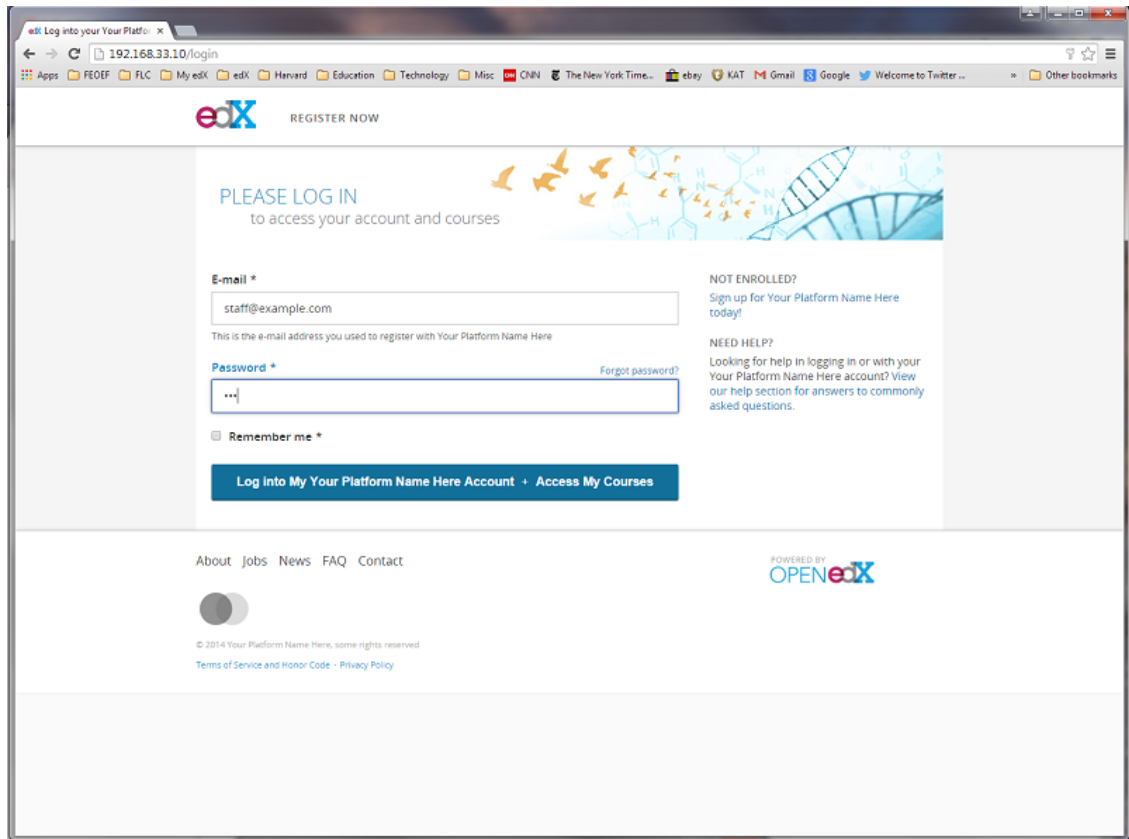 edX Log into your Your Platfor
192.168.33.10/login
Apps FEOEF FLC My edX edX Harvard Education Technology Misc CNN The New York Time... ebay KAT Gmail Google Welcome to Twitter ... » Other bookmarks
edX REGISTER NOW
PLEASE LOG IN
to access your account and courses
E-mail *
staff@example.com
This is the e-mail address you used to register with Your Platform Name Here
Password * Forgot password?
•••
Remember me *
Log into My Your Platform Name Here Account + Access My Courses
NOT ENROLLED?
Sign up for Your Platform Name Here
today!
NEED HELP?
Looking for help in logging in or with your
Your Platform Name Here account? View
our help section for answers to commonly
asked questions.
About Jobs News FAQ Contact
POWERED BY
OPEN edX
© 2014 Your Platform Name Here, some rights reserved
Terms of Service and Honor Code - Privacy Policy